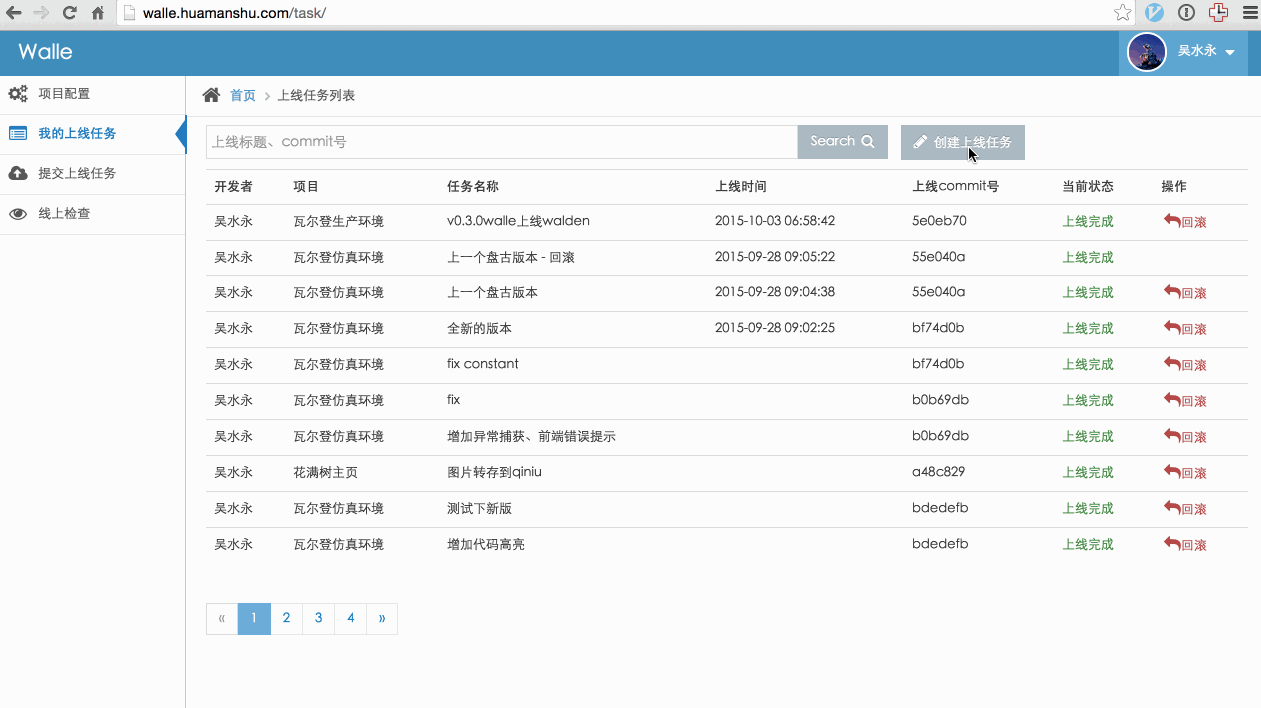 walle.huamanshu.com/task/
Walle
吴水永
项目配置
我的上线任务
提交上线任务
线上检查
首页 > 上线任务列表
上线标题、commit号 Search 创建上线任务
开发者 项目 任务名称 上线时间 上线commit号 当前状态 操作
吴水永 瓦尔登生产环境 v0.3.0walle上线walden 2015-10-03 06:58:42 5e0eb70 上线完成 回滚
吴水永 瓦尔登仿真环境 上一个盘古版本 - 回滚 2015-09-28 09:05:22 55e040a 上线完成
吴水永 瓦尔登仿真环境 上一个盘古版本 2015-09-28 09:04:38 55e040a 上线完成 回滚
吴水永 瓦尔登仿真环境 全新的版本 2015-09-28 09:02:25 bf74d0b 上线完成 回滚
吴水永 瓦尔登仿真环境 fix constant bf74d0b 上线完成 回滚
吴水永 瓦尔登仿真环境 fix b0b69db 上线完成 回滚
吴水永 瓦尔登仿真环境 增加异常捕获、前端错误提示 b0b69db 上线完成 回滚
吴水永 花满树主页 图片转存到qiniu a48c829 上线完成 回滚
吴水永 瓦尔登仿真环境 测试下新版 bdedefb 上线完成 回滚
吴水永 瓦尔登仿真环境 增加代码高亮 bdedefb 上线完成 回滚
« 1 2 3 4 »